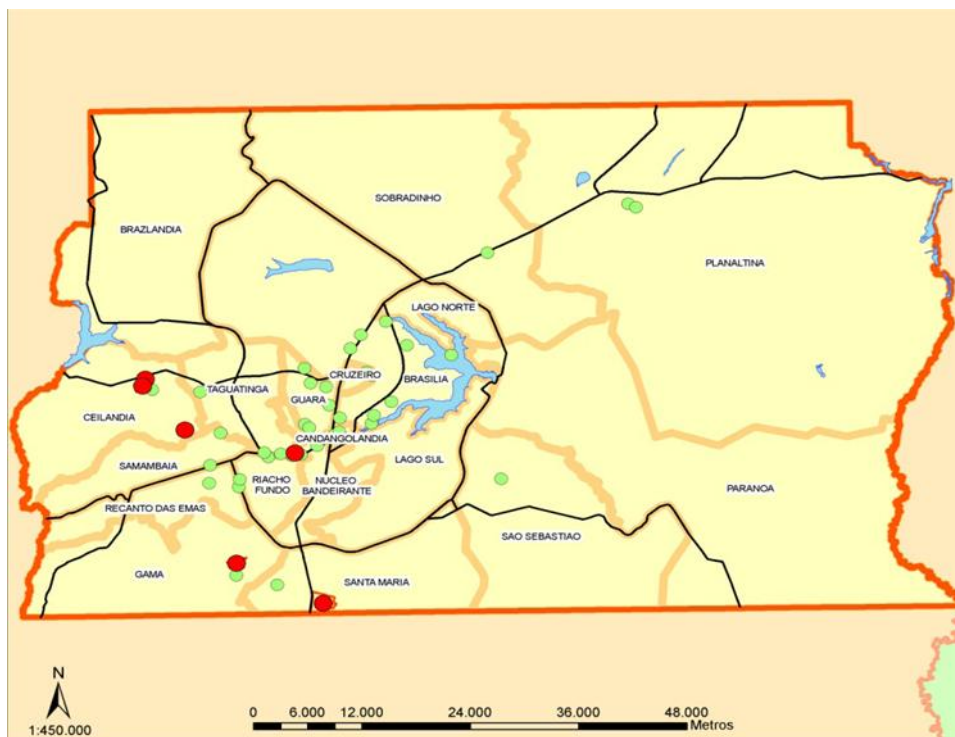 SOBRADINHO
BRAZLANDIA
PLANALTINA
LAGO NORTE
CRUZEIRO
TAGUATINGA
BRASILIA
GUARA
CEILANDIA
CANDANGOLANDIA
LAGO SUL
SAMAMBAIA
RIACHO
FUNDO
NUCLEO
BANDEIRANTE
PARANOA
RECANTO DAS EMAS
SAO SEBASTIAO
GAMA
SANTA MARIA
N
1:450.000
0 6.000 12.000 24.000 36.000 48.000
Metros